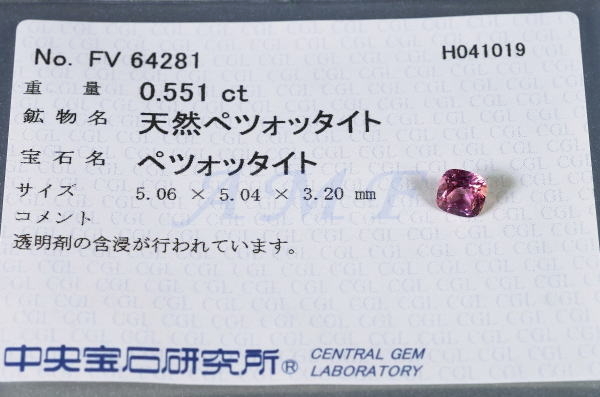 No. FV 64281 H041019
重 量 0.551 ct
鉱物名 天然ペツォッタイト
宝石名 ペツォッタイト
サイズ 5.06 × 5.04 × 3.20 mm
コメント
透明剤の含浸が行われています。
中央宝石研究所® CENTRAL GEM
LABORATORY